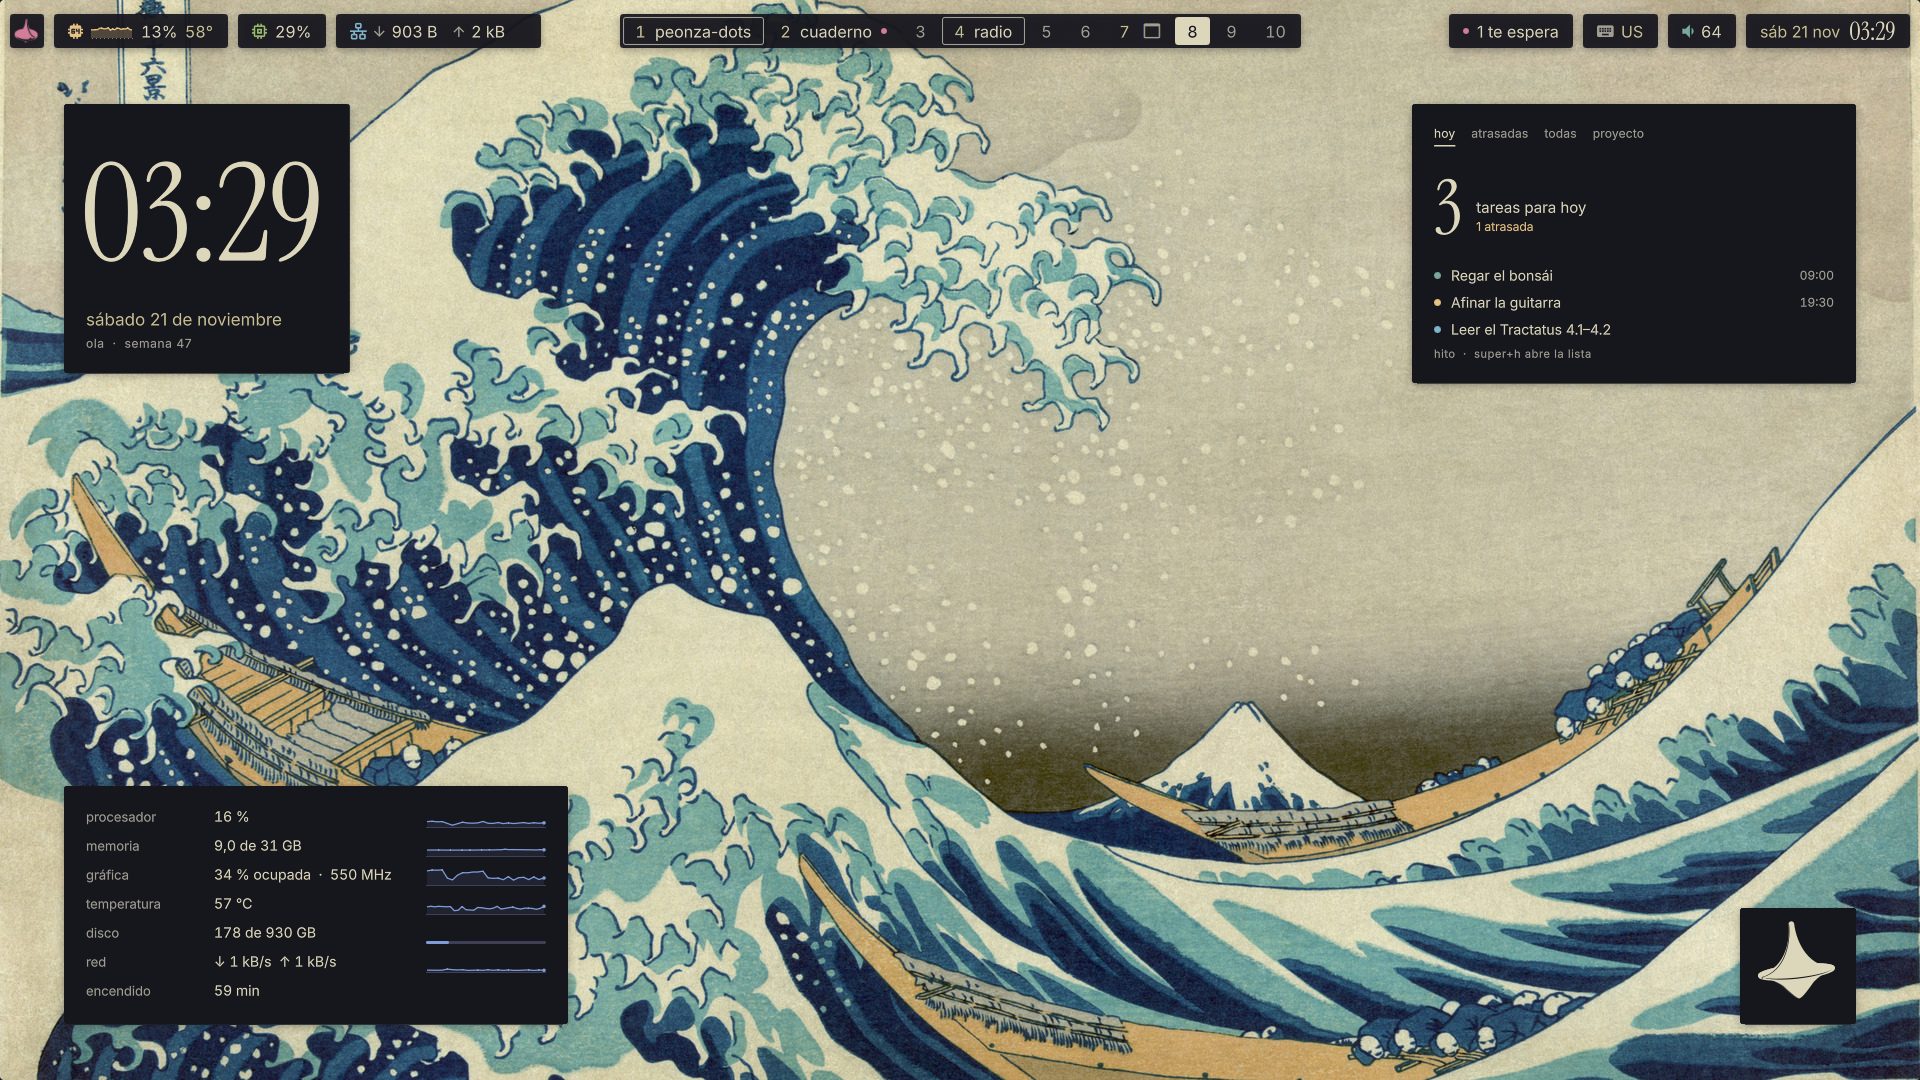 13% 58° 29% ↓ 903 B ↑ 2 kB 1 peonza-dots 2 cuaderno 3 4 radio 5 6 7 8 9 10 1 te espera US 64 sáb 21 nov 03:29
六
景
03:29
sábado 21 de noviembre
ola · semana 47
hoy atrasadas todas proyecto
3 tareas para hoy
1 atrasada
Regar el bonsái 09:00
Afinar la guitarra 19:30
Leer el Tractatus 4.1–4.2
hito · super+h abre la lista
procesador 16 %
memoria 9,0 de 31 GB
gráfica 34 % ocupada · 550 MHz
temperatura 57 °C
disco 178 de 930 GB
red ↓ 1 kB/s ↑ 1 kB/s
encendido 59 min